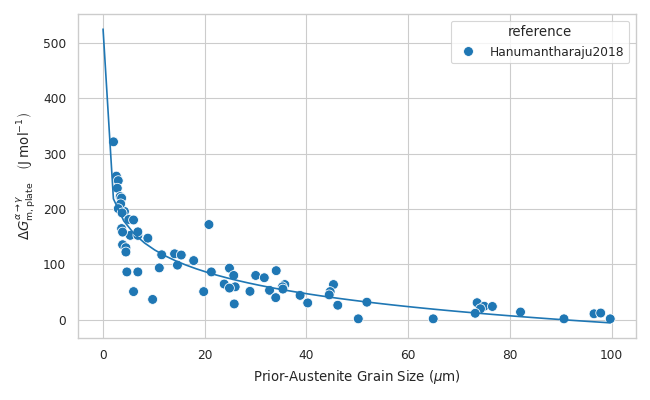 reference
Hanumantharaju2018
500
400
300
200
100
0
ΔG_{m, plate}^{α→γ} (J mol⁻¹)
0 20 40 60 80 100
Prior-Austenite Grain Size (μm)